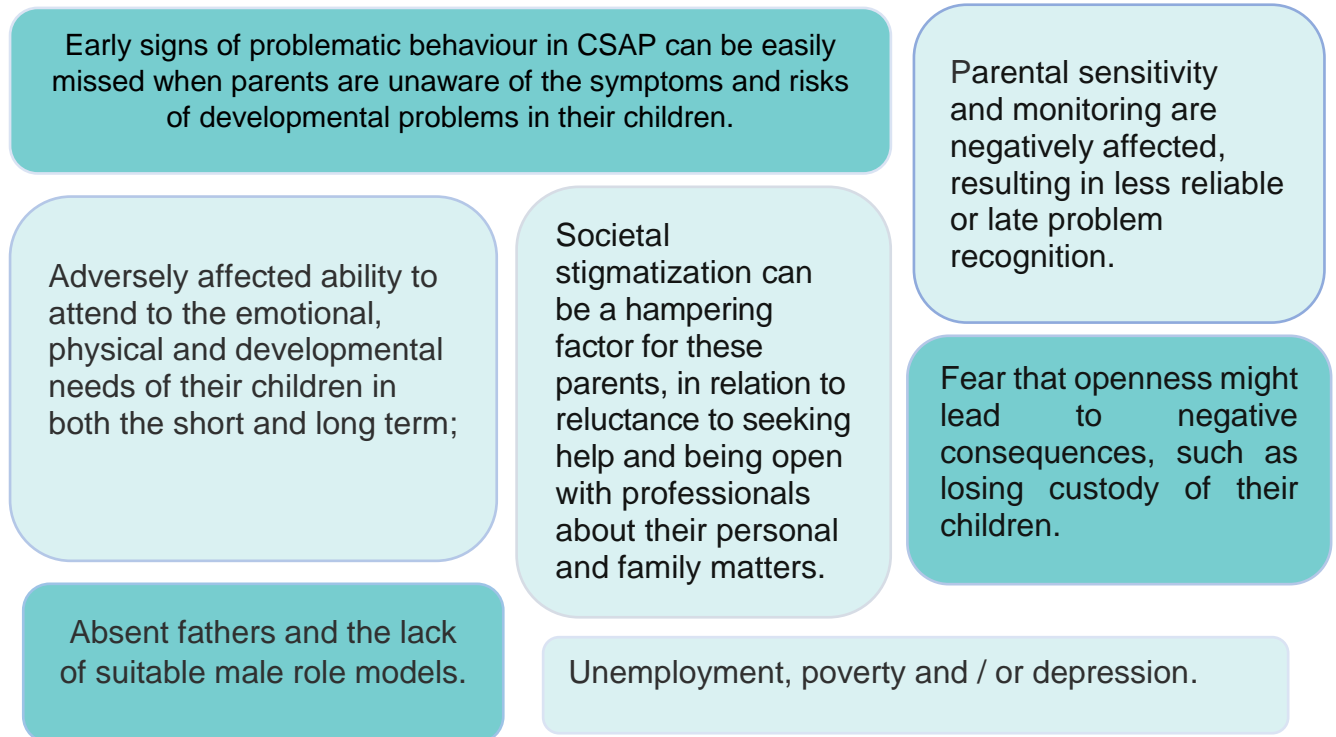 Early signs of problematic behaviour in CSAP can be easily
missed when parents are unaware of the symptoms and risks
of developmental problems in their children.
Parental sensitivity
and monitoring are
negatively affected,
resulting in less reliable
or late problem
recognition.
Adversely affected ability to
attend to the emotional,
physical and developmental
needs of their children in
both the short and long term;
Societal
stigmatization can
be a hampering
factor for these
parents, in relation to
reluctance to seeking
help and being open
with professionals
about their personal
and family matters.
Fear that openness might
lead to negative
consequences, such as
losing custody of their
children.
Absent fathers and the lack
of suitable male role models.
Unemployment, poverty and / or depression.